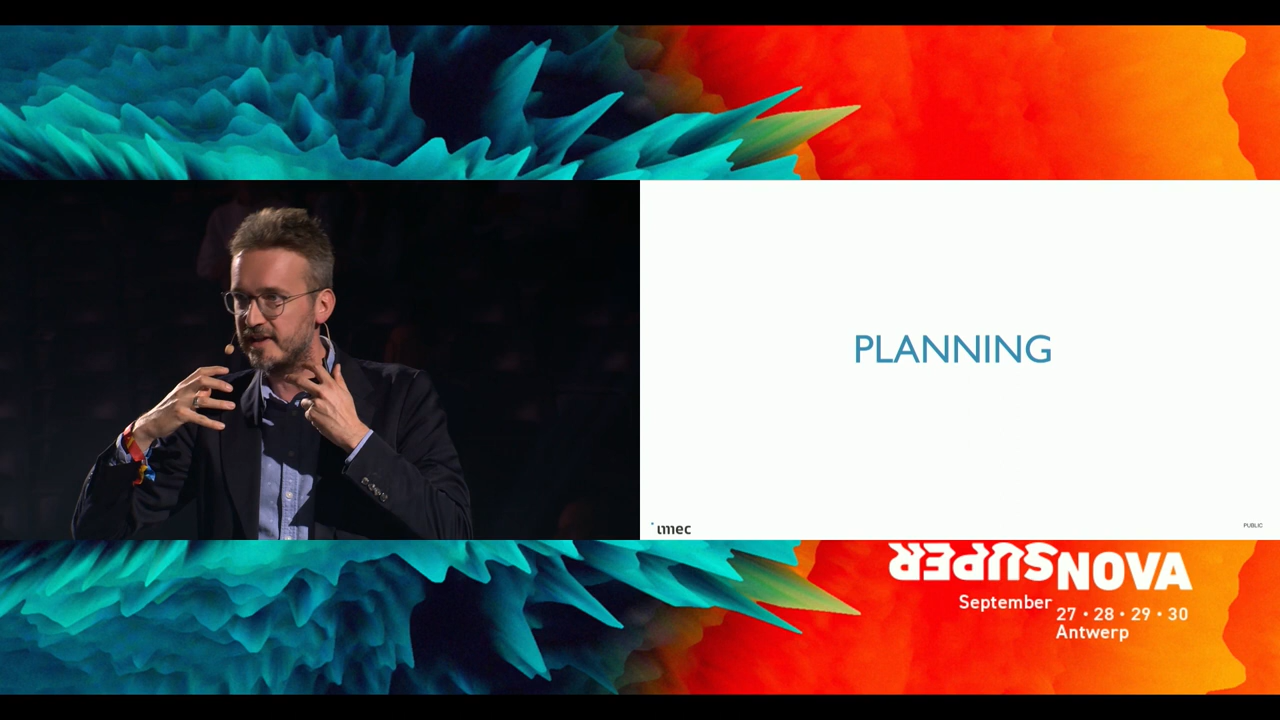 PLANNING
imec
PUBLIC
SUPERNOVA
September
27 • 28 • 29 • 30
Antwerp